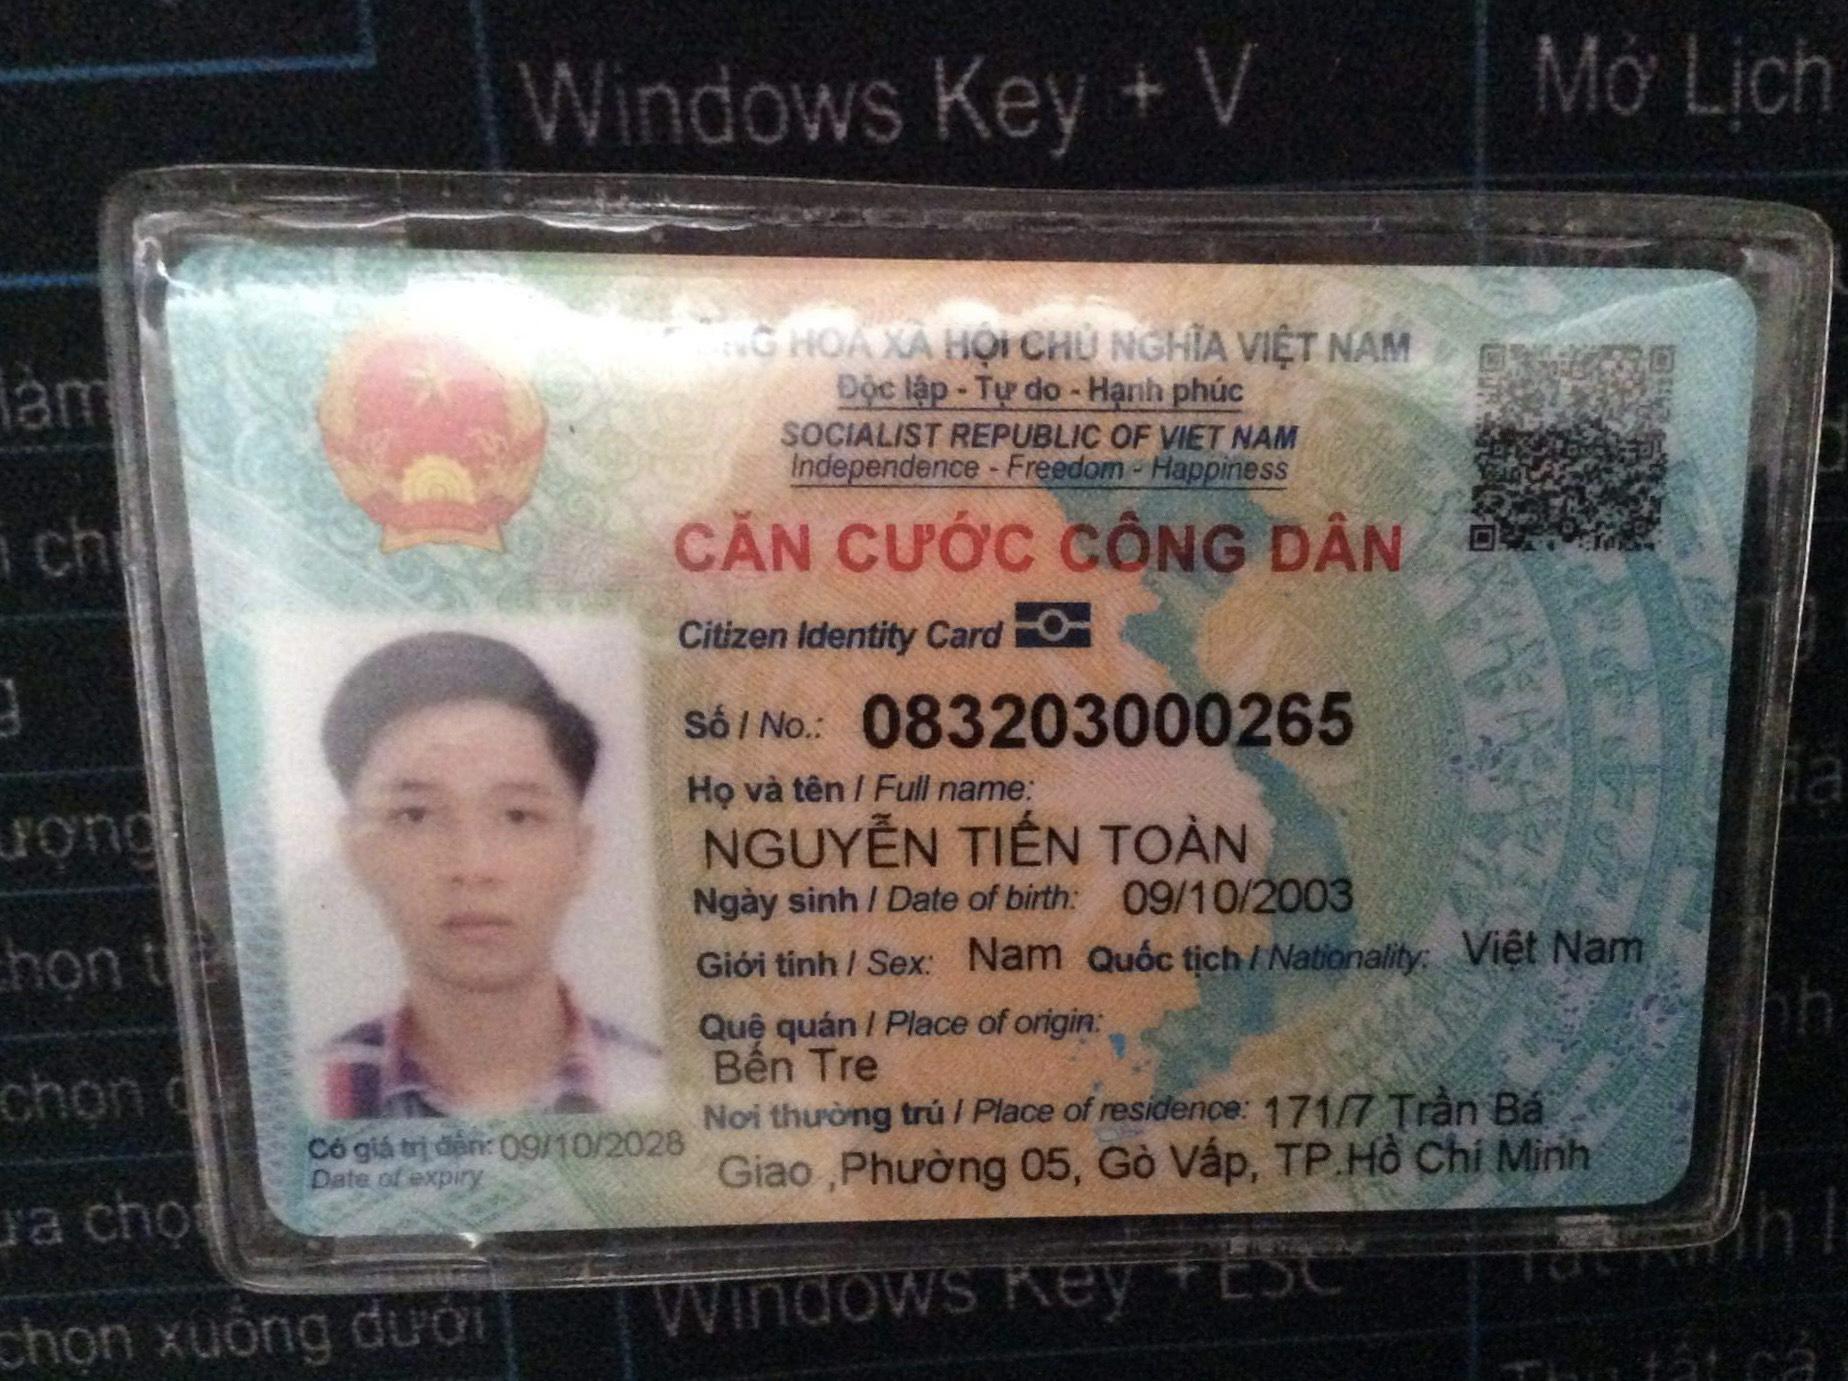 Windows Key + V
Mở Lịch
HOÀ XÃ HỘI CHỦ NGHĨA VIỆT NAM
Độc lập - Tự do - Hạnh phúc
SOCIALIST REPUBLIC OF VIET NAM
Independence - Freedom - Happiness
CĂN CƯỚC CÔNG DÂN
Citizen Identity Card
Số / No.: 083203000265
Họ và tên / Full name:
NGUYỄN TIẾN TOÀN
Ngày sinh / Date of birth: 09/10/2003
Giới tính / Sex: Nam Quốc tịch / Nationality: Việt Nam
Quê quán / Place of origin:
Bến Tre
Nơi thường trú / Place of residence: 171/7 Trần Bá
Giao ,Phường 05, Gò Vấp, TP.Hồ Chí Minh
Có giá trị đến: 09/10/2028
Date of expiry
Windows Key + ESC
chọn xuống dưới